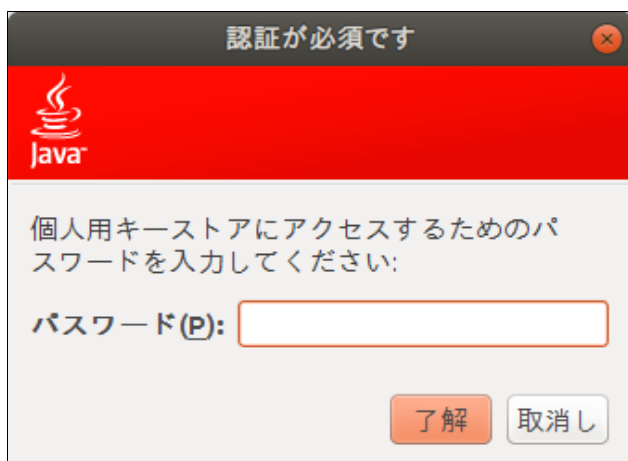 認証が必須です
Java
個人用キーストアにアクセスするためのパ
スワードを入力してください:
パスワード(P):
了解 取消し